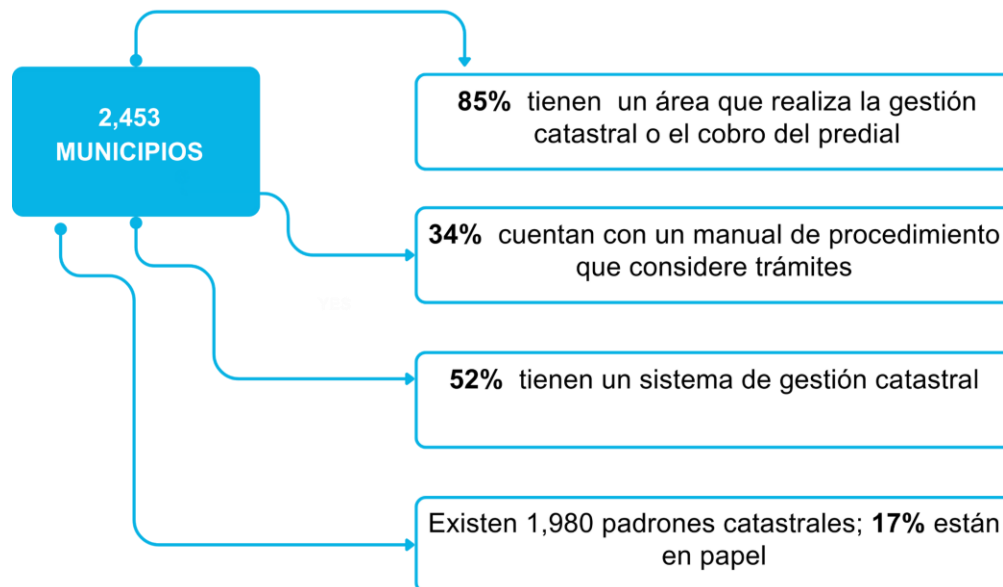 2,453
MUNICIPIOS
85% tienen un área que realiza la gestión
catastral o el cobro del predial
34% cuentan con un manual de procedimiento
que considere trámites
52% tienen un sistema de gestión catastral
Existen 1,980 padrones catastrales; 17% están
en papel